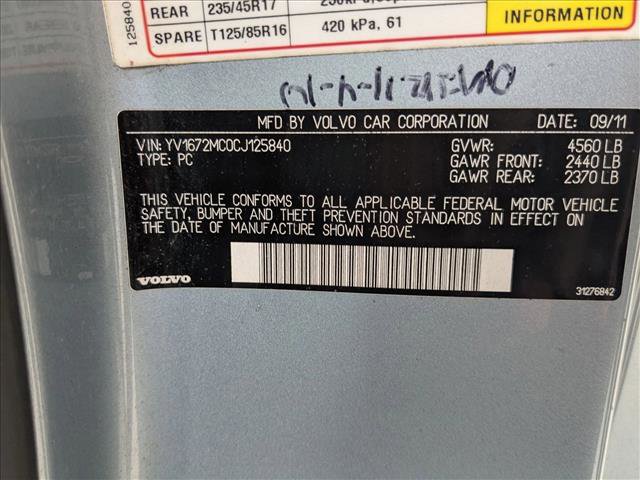 125840
REAR 235/45R17
SPARE T125/85R16 420 kPa, 61
INFORMATION
MFD BY VOLVO CAR CORPORATION DATE: 09/11
VIN: YV1672MC0CJ125840 GVWR: 4560 LB
TYPE: PC GAWR FRONT: 2440 LB
GAWR REAR: 2370 LB
THIS VEHICLE CONFORMS TO ALL APPLICABLE FEDERAL MOTOR VEHICLE
SAFETY, BUMPER AND THEFT PREVENTION STANDARDS IN EFFECT ON
THE DATE OF MANUFACTURE SHOWN ABOVE.
VOLVO 31276842